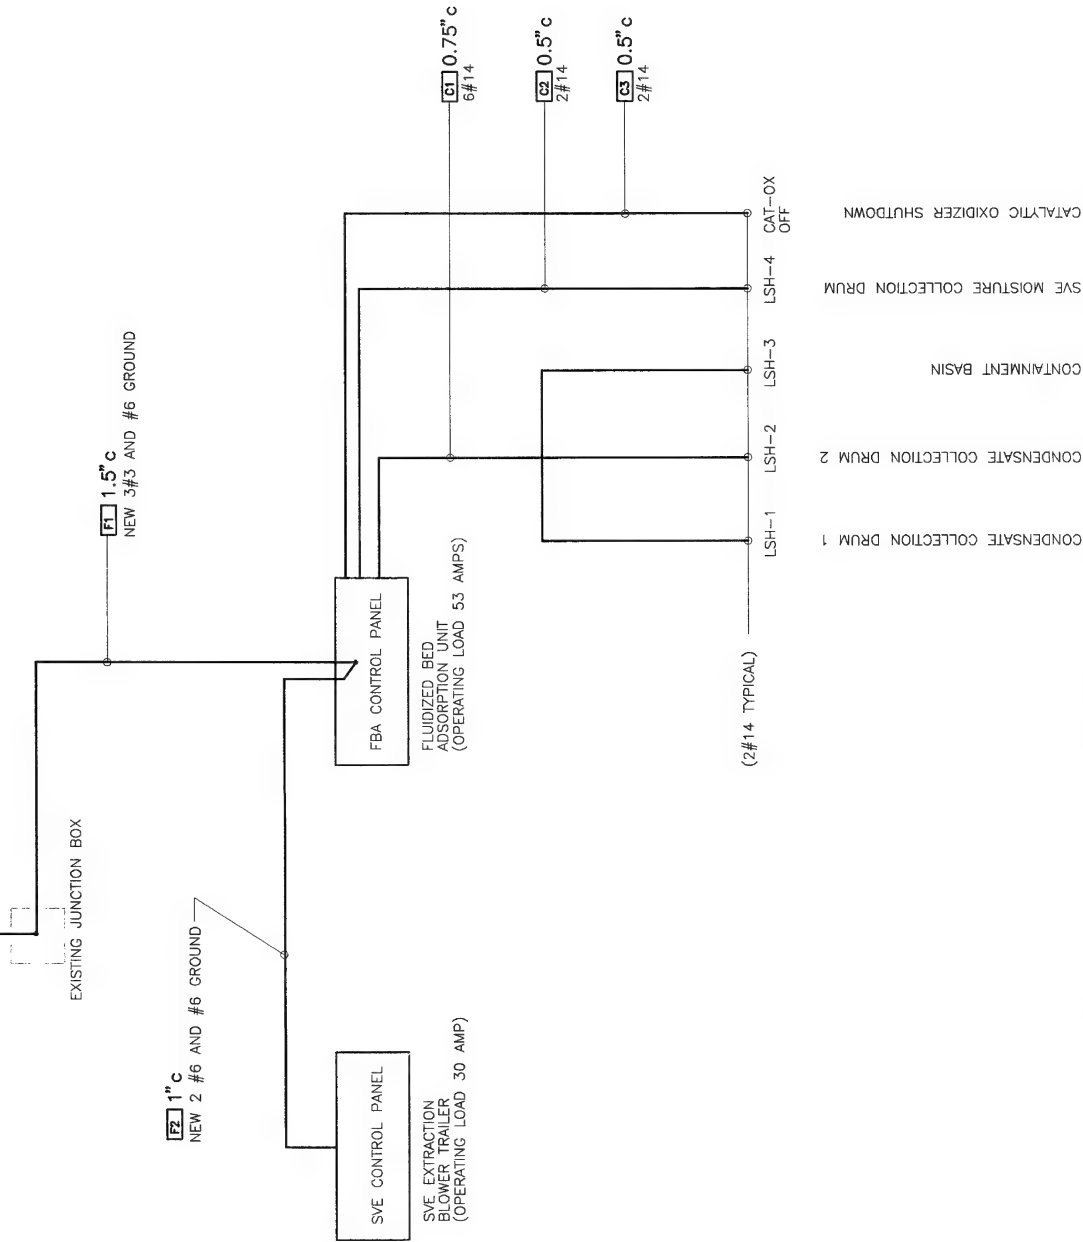 EXISTING JUNCTION BOX
F1 1.5"c
NEW 3#3 AND #6 GROUND
F2 1"c
NEW 2 #6 AND #6 GROUND
SVE CONTROL PANEL
SVE EXTRACTION
BLOWER TRAILER
(OPERATING LOAD 30 AMP)
FBA CONTROL PANEL
FLUIDIZED BED
ADSORPTION UNIT
(OPERATING LOAD 53 AMPS)
C1 0.75"c
6#14
C2 0.5"c
2#14
C3 0.5"c
2#14
(2#14 TYPICAL)
LSH-1
LSH-2
LSH-3
LSH-4
CAT-OX
OFF
CONDENSATE COLLECTION DRUM 1
CONDENSATE COLLECTION DRUM 2
CONTAINMENT BASIN
SVE MOISTURE COLLECTION DRUM
CATALYTIC OXIDIZER SHUTDOWN